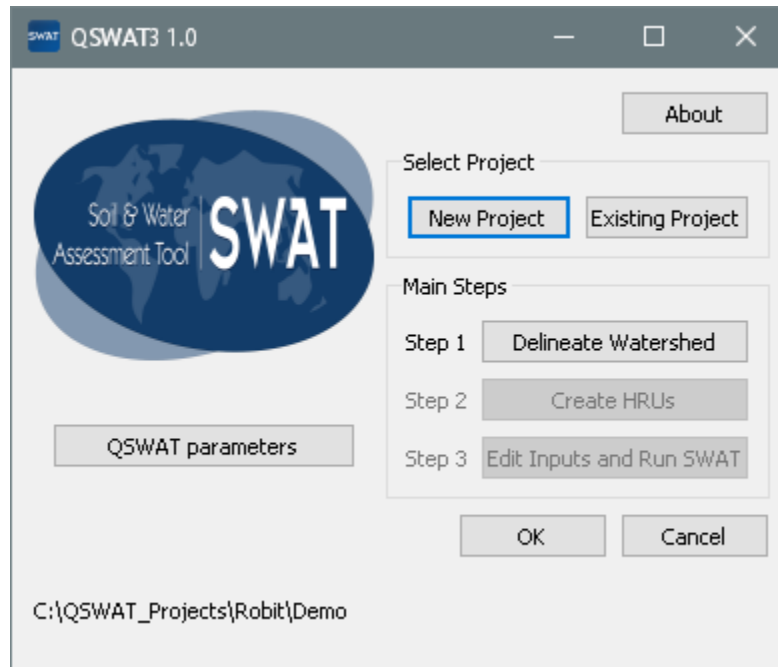 SWAT QSWAT3 1.0
About
Select Project
New Project Existing Project
Soil & Water
Assessment Tool SWAT
Main Steps
Step 1 Delineate Watershed
Step 2 Create HRUs
QSWAT parameters
Step 3 Edit Inputs and Run SWAT
OK Cancel
C:\QSWAT_Projects\Robit\Demo